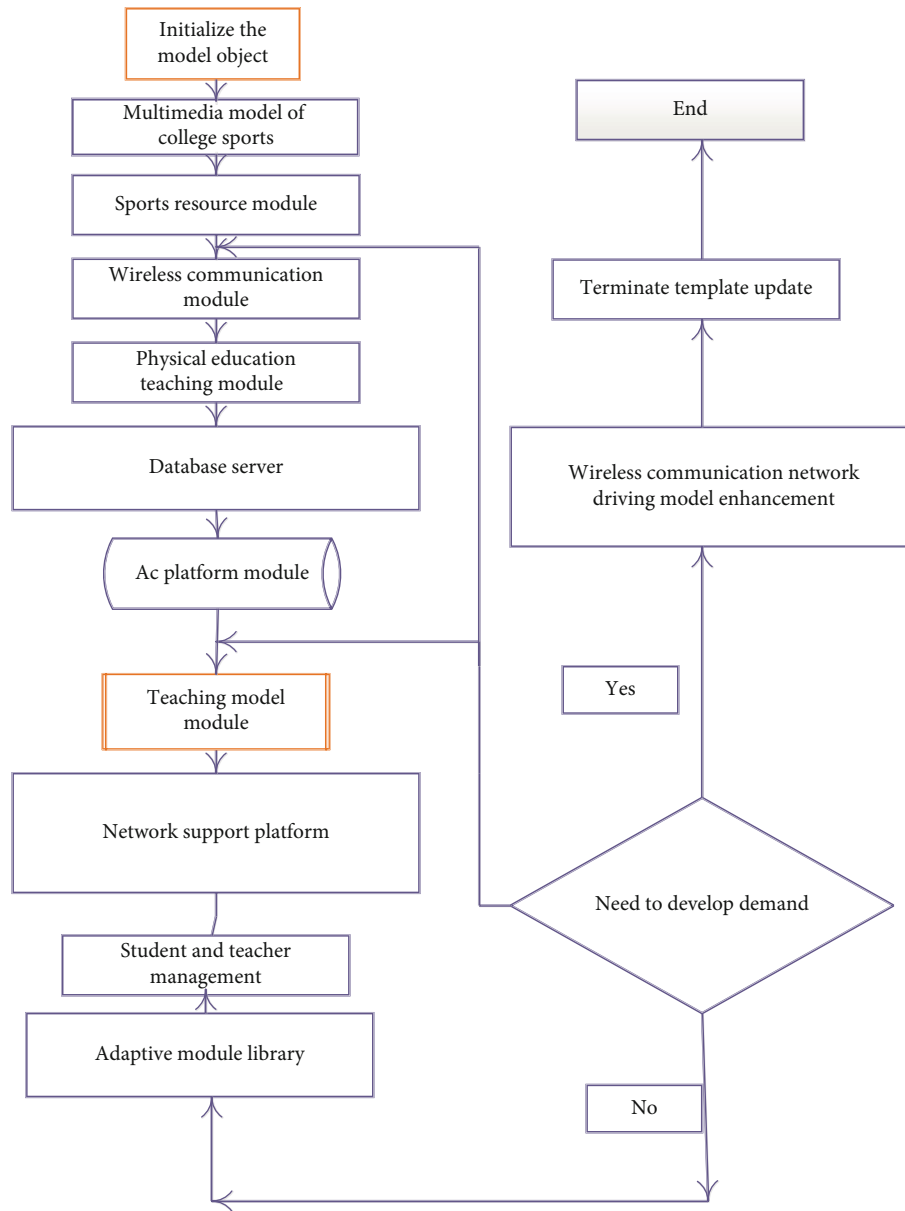 Initialize the
model object
Multimedia model of
college sports
Sports resource module
Wireless communication
module
Physical education
teaching module
Database server
Ac platform module
Teaching model
module
Network support platform
Student and teacher
management
Adaptive module library
End
Terminate template update
Wireless communication network
driving model enhancement
Yes
Need to develop demand
No